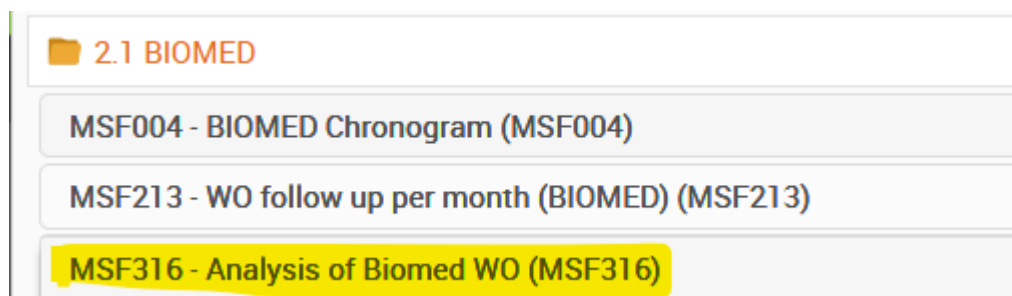 2.1 BIOMED
MSF004 - BIOMED Chronogram (MSF004)
MSF213 - WO follow up per month (BIOMED) (MSF213)
MSF316 - Analysis of Biomed WO (MSF316)